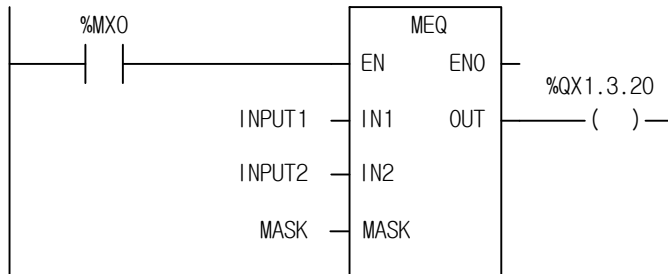 %MX0 MEQ
EN ENO
%QX1.3.20
INPUT1 IN1 OUT ( )
INPUT2 IN2
MASK MASK